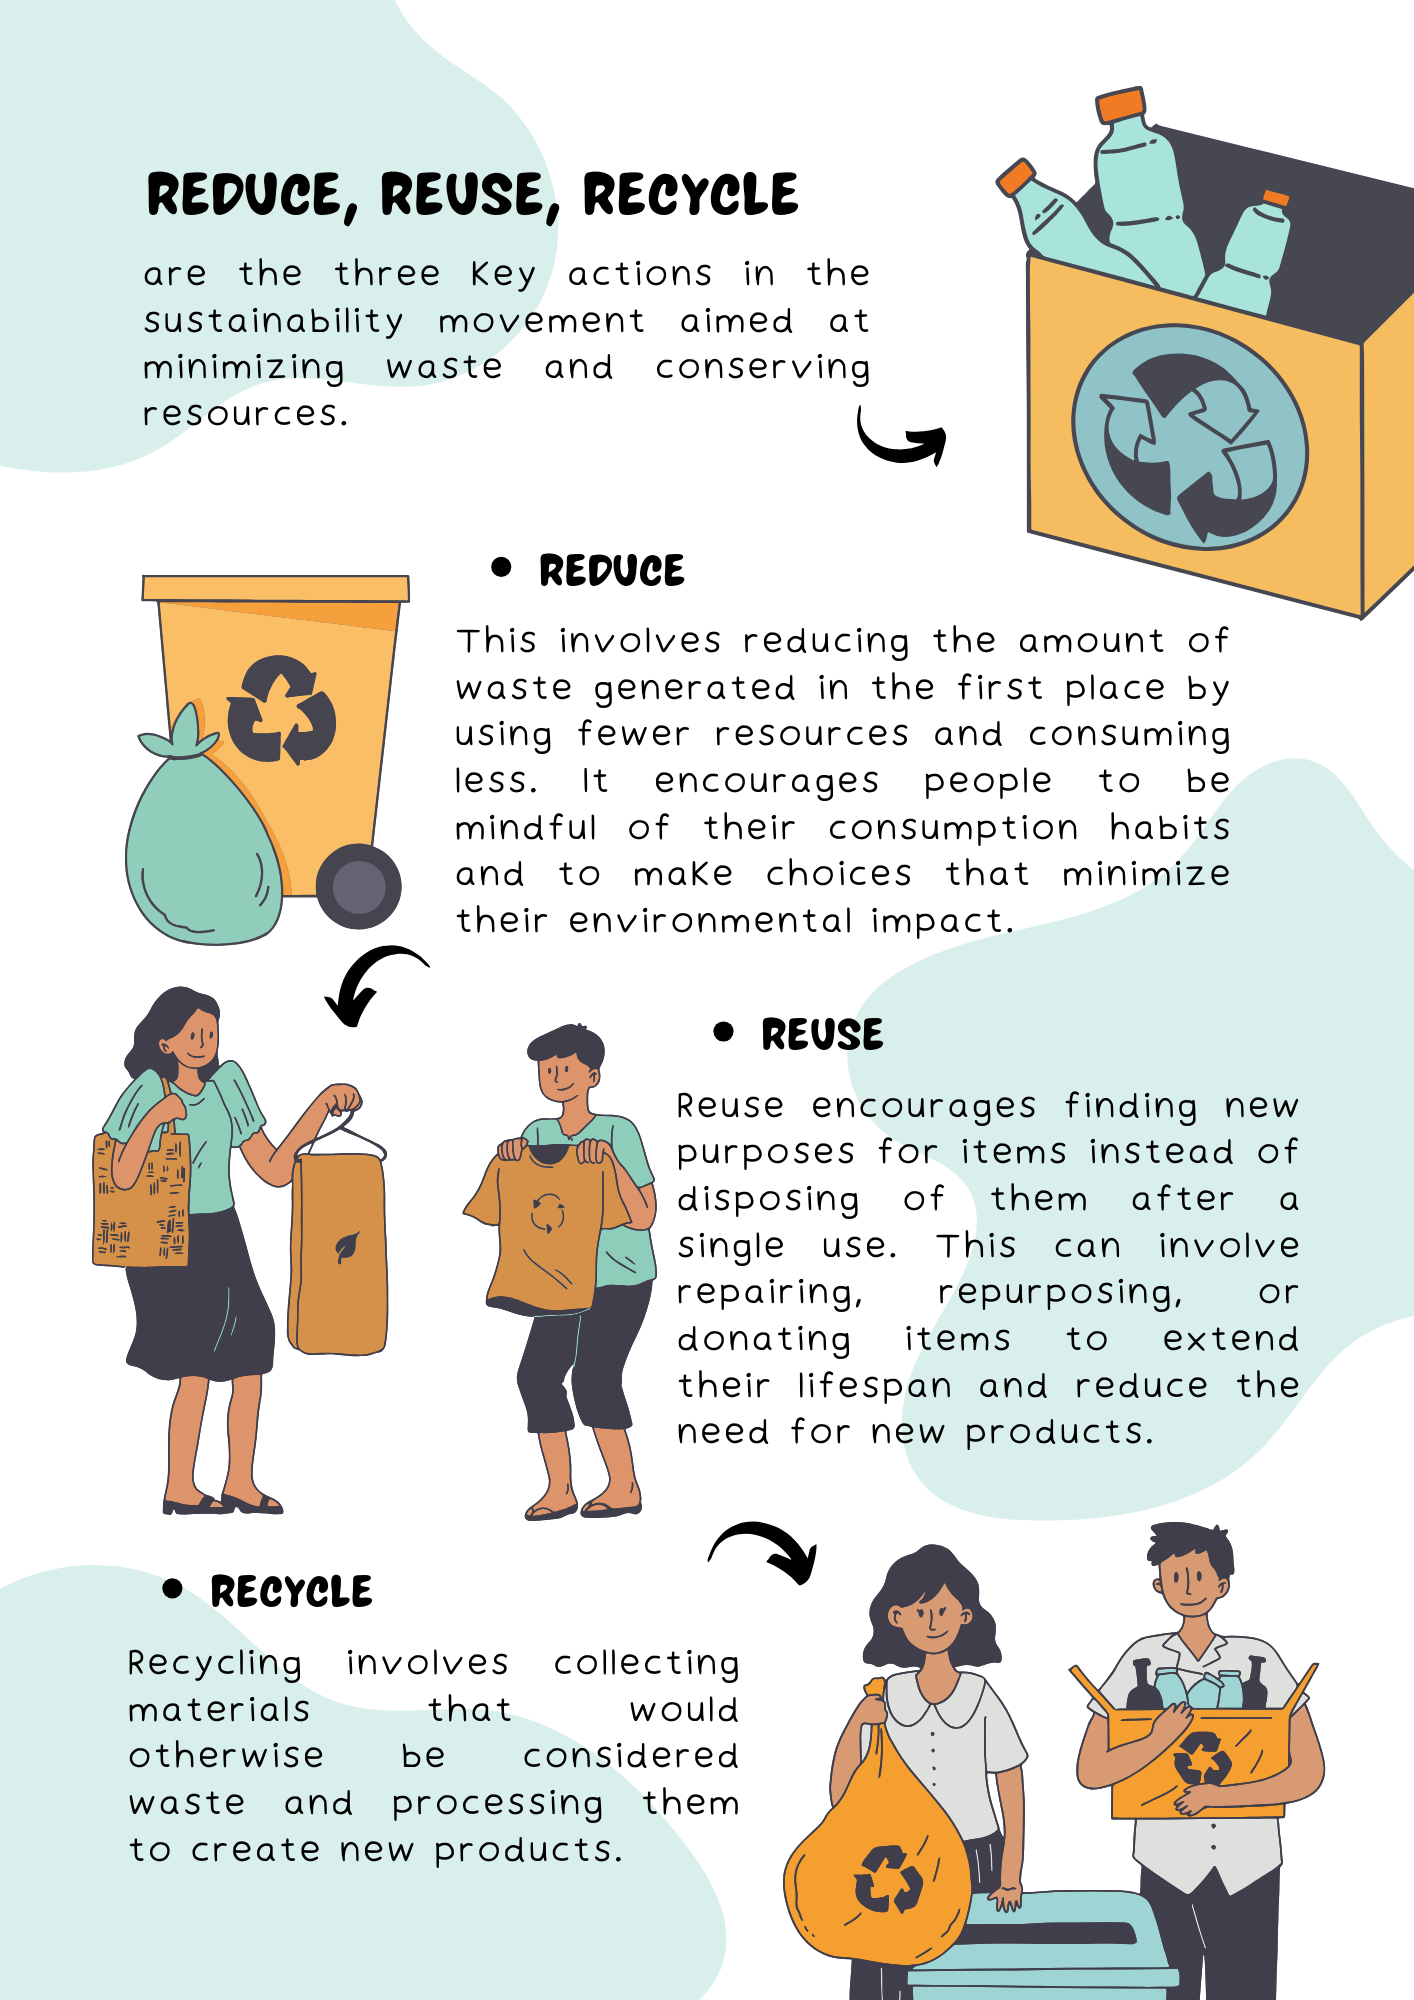 REDUCE, REUSE, RECYCLE
are the three Key actions in the
sustainability movement aimed at
minimizing waste and conserving
resources.
• REDUCE
This involves reducing the amount of
waste generated in the first place by
using fewer resources and consuming
less. It encourages people to be
mindful of their consumption habits
and to make choices that minimize
their environmental impact.
• REUSE
Reuse encourages finding new
purposes for items instead of
disposing of them after a
single use. This can involve
repairing, repurposing, or
donating items to extend
their lifespan and reduce the
need for new products.
• RECYCLE
Recycling involves collecting
materials that would
otherwise be considered
waste and processing them
to create new products.